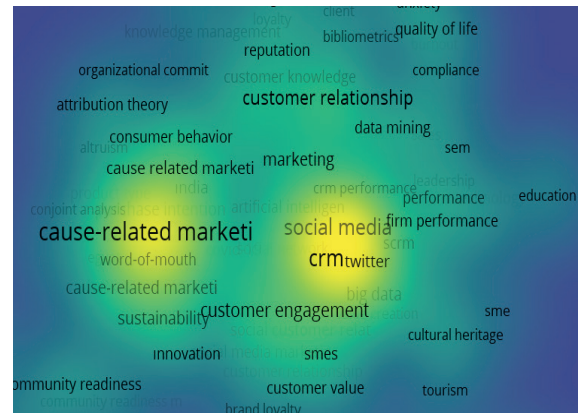 anxiety
client
loyalty
knowledge management
bibliometrics
quality of life
reputation
organizational commit
customer knowledge
compliance
attribution theory
customer relationship
consumer behavior
data mining
altruism
sem
cause related marketi
marketing
india
crm performance
leadership
performance
education
conjoint analysis
artificial intelligen
cause-related marketi
social media
firm performance
scrm
word-of-mouth
crm
twitter
cause-related marketi
big data
sustainability
customer engagement
sme
cultural heritage
innovation
smes
ommunity readiness
customer value
tourism
community readiness m
brand loyalty